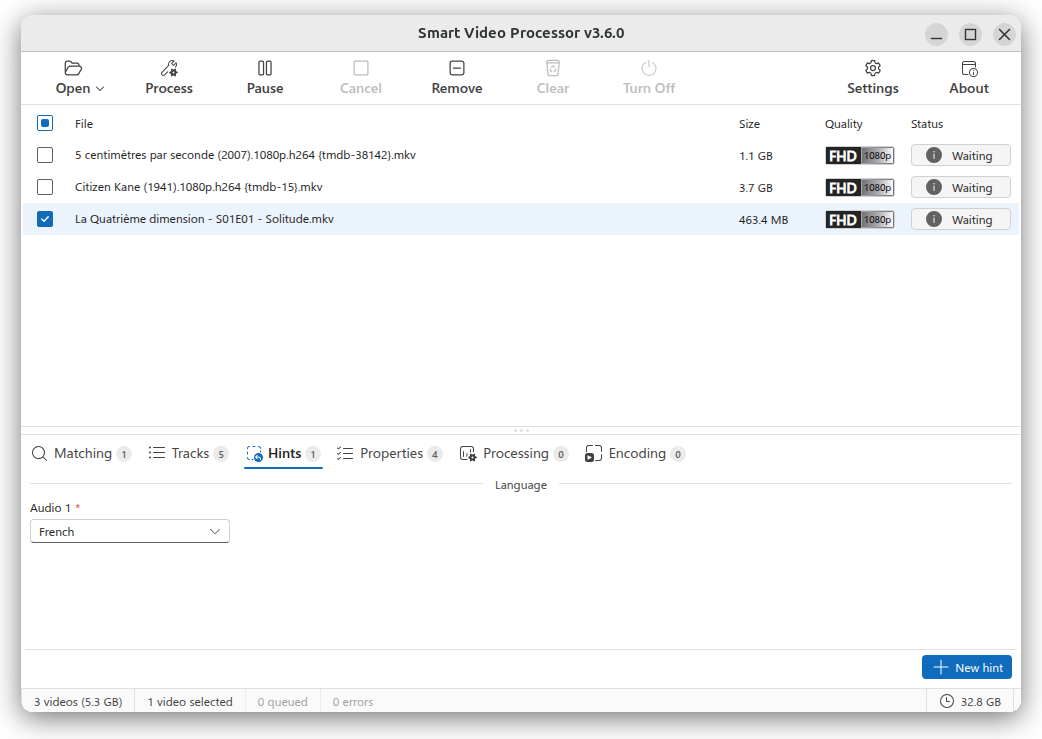 Smart Video Processor v3.6.0
Open Process Pause Cancel Remove Clear Turn Off Settings About
File Size Quality Status
5 centimètres par seconde (2007).1080p.h264 {tmdb-38142}.mkv 1.1 GB FHD 1080p Waiting
Citizen Kane (1941).1080p.h264 {tmdb-15}.mkv 3.7 GB FHD 1080p Waiting
La Quatrième dimension - S01E01 - Solitude.mkv 463.4 MB FHD 1080p Waiting
Matching 1 Tracks 5 Hints 1 Properties 4 Processing 0 Encoding 0
Language
Audio 1 *
French
New hint
3 videos (5.3 GB) 1 video selected 0 queued 0 errors 32.8 GB